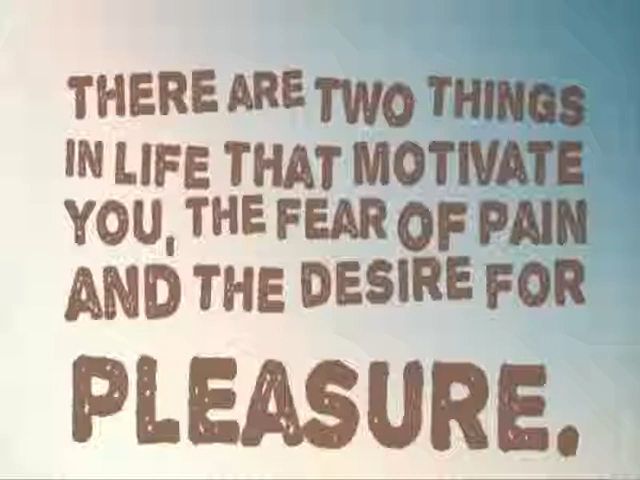 THERE ARE TWO THINGS
IN LIFE THAT MOTIVATE
YOU, THE FEAR OF PAIN
AND THE DESIRE FOR
PLEASURE.